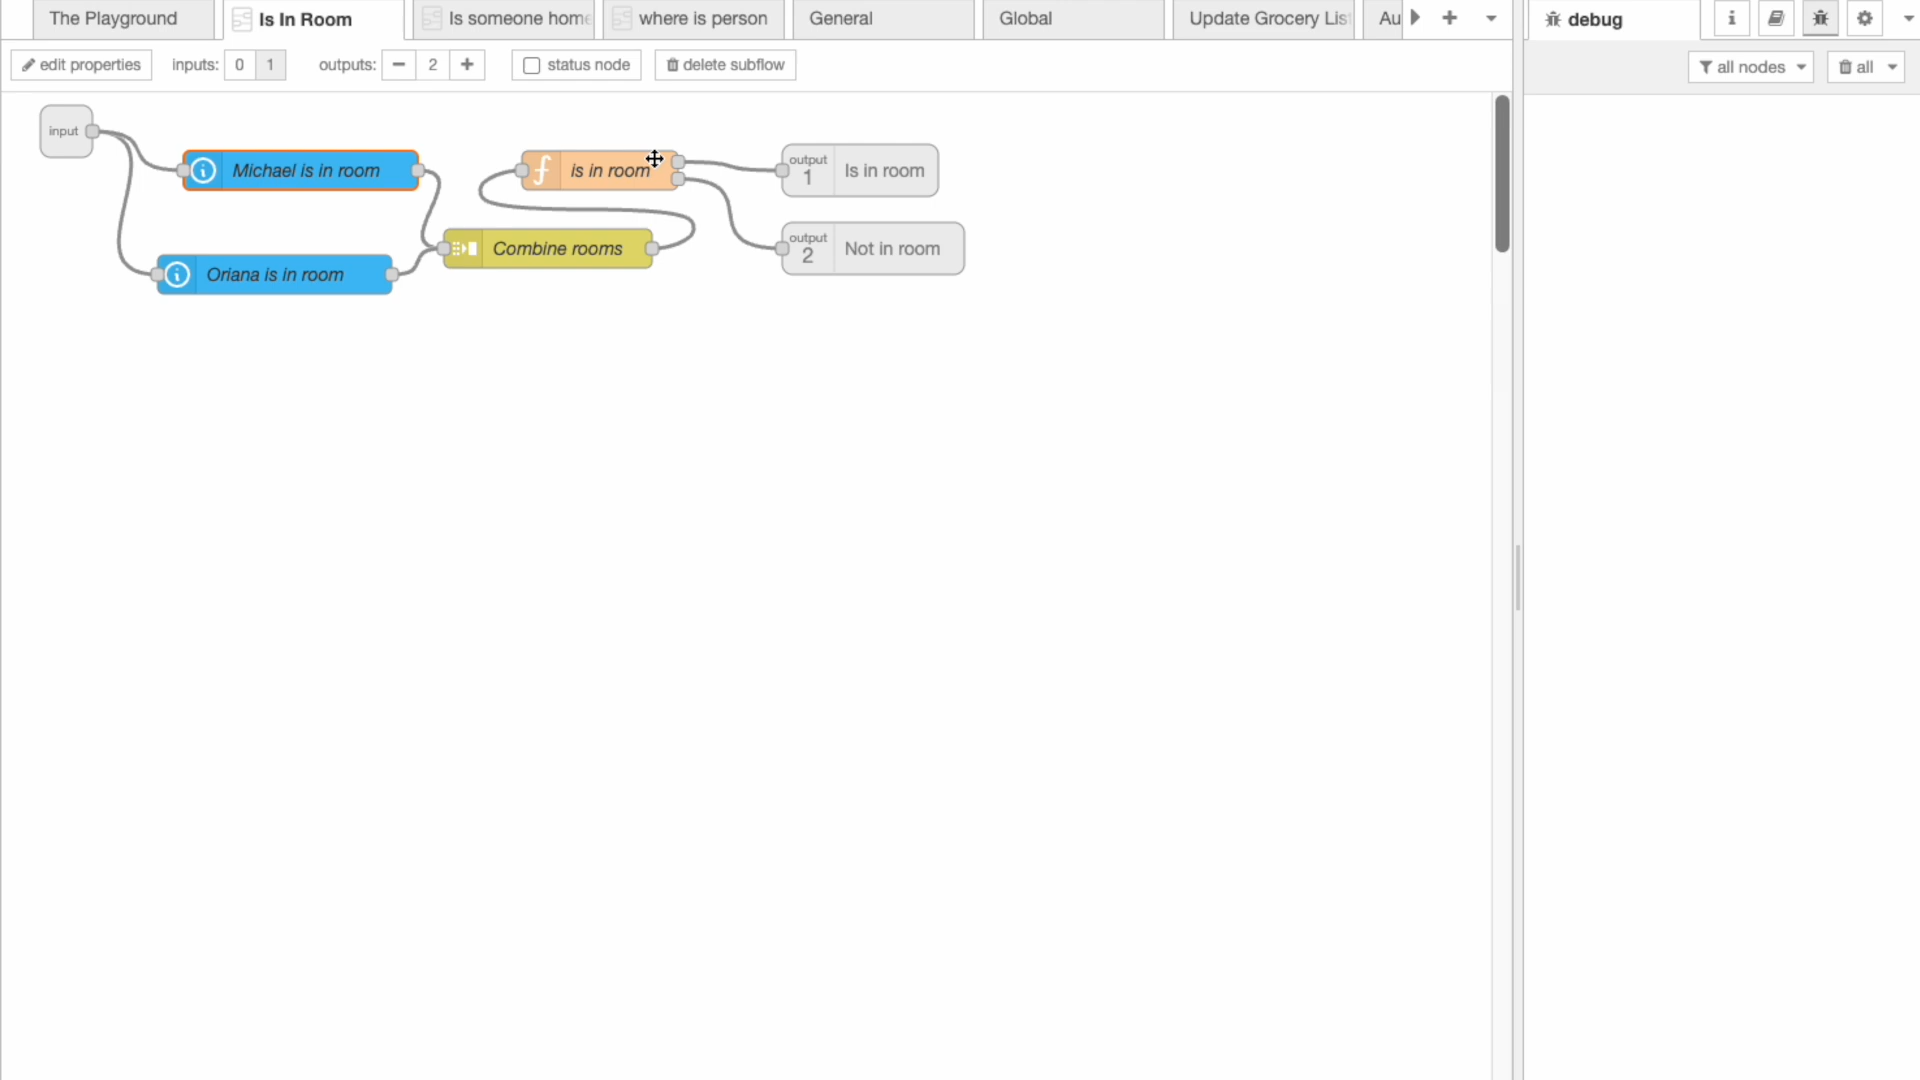 The Playground
Is In Room
Is someone home
where is person
General
Global
Update Grocery List
Au
debug
edit properties
inputs: 0 1
outputs: 2
status node
delete subflow
all nodes
all
input
Michael is in room
is in room
output
1
Is in room
Combine rooms
output
2
Not in room
Oriana is in room